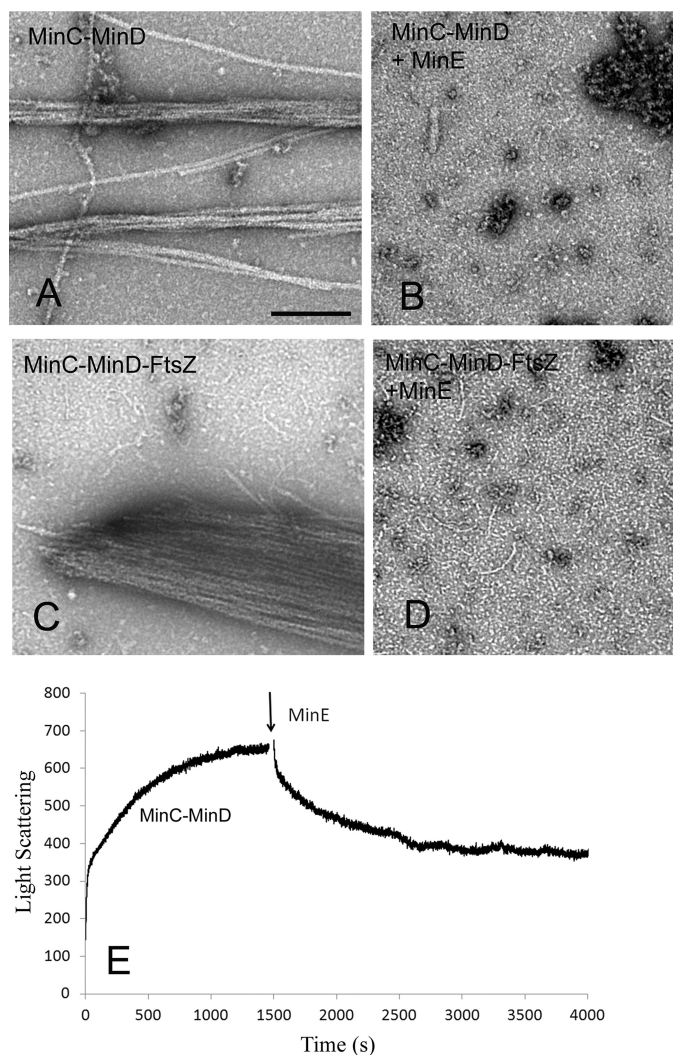 MinC-MinD
A
MinC-MinD
+ MinE
B
MinC-MinD-FtsZ
C
MinC-MinD-FtsZ
+MinE
D
800
700
600
500
400
300
200
100
0
Light Scattering
MinE
MinC-MinD
E
0 500 1000 1500 2000 2500 3000 3500 4000
Time (s)